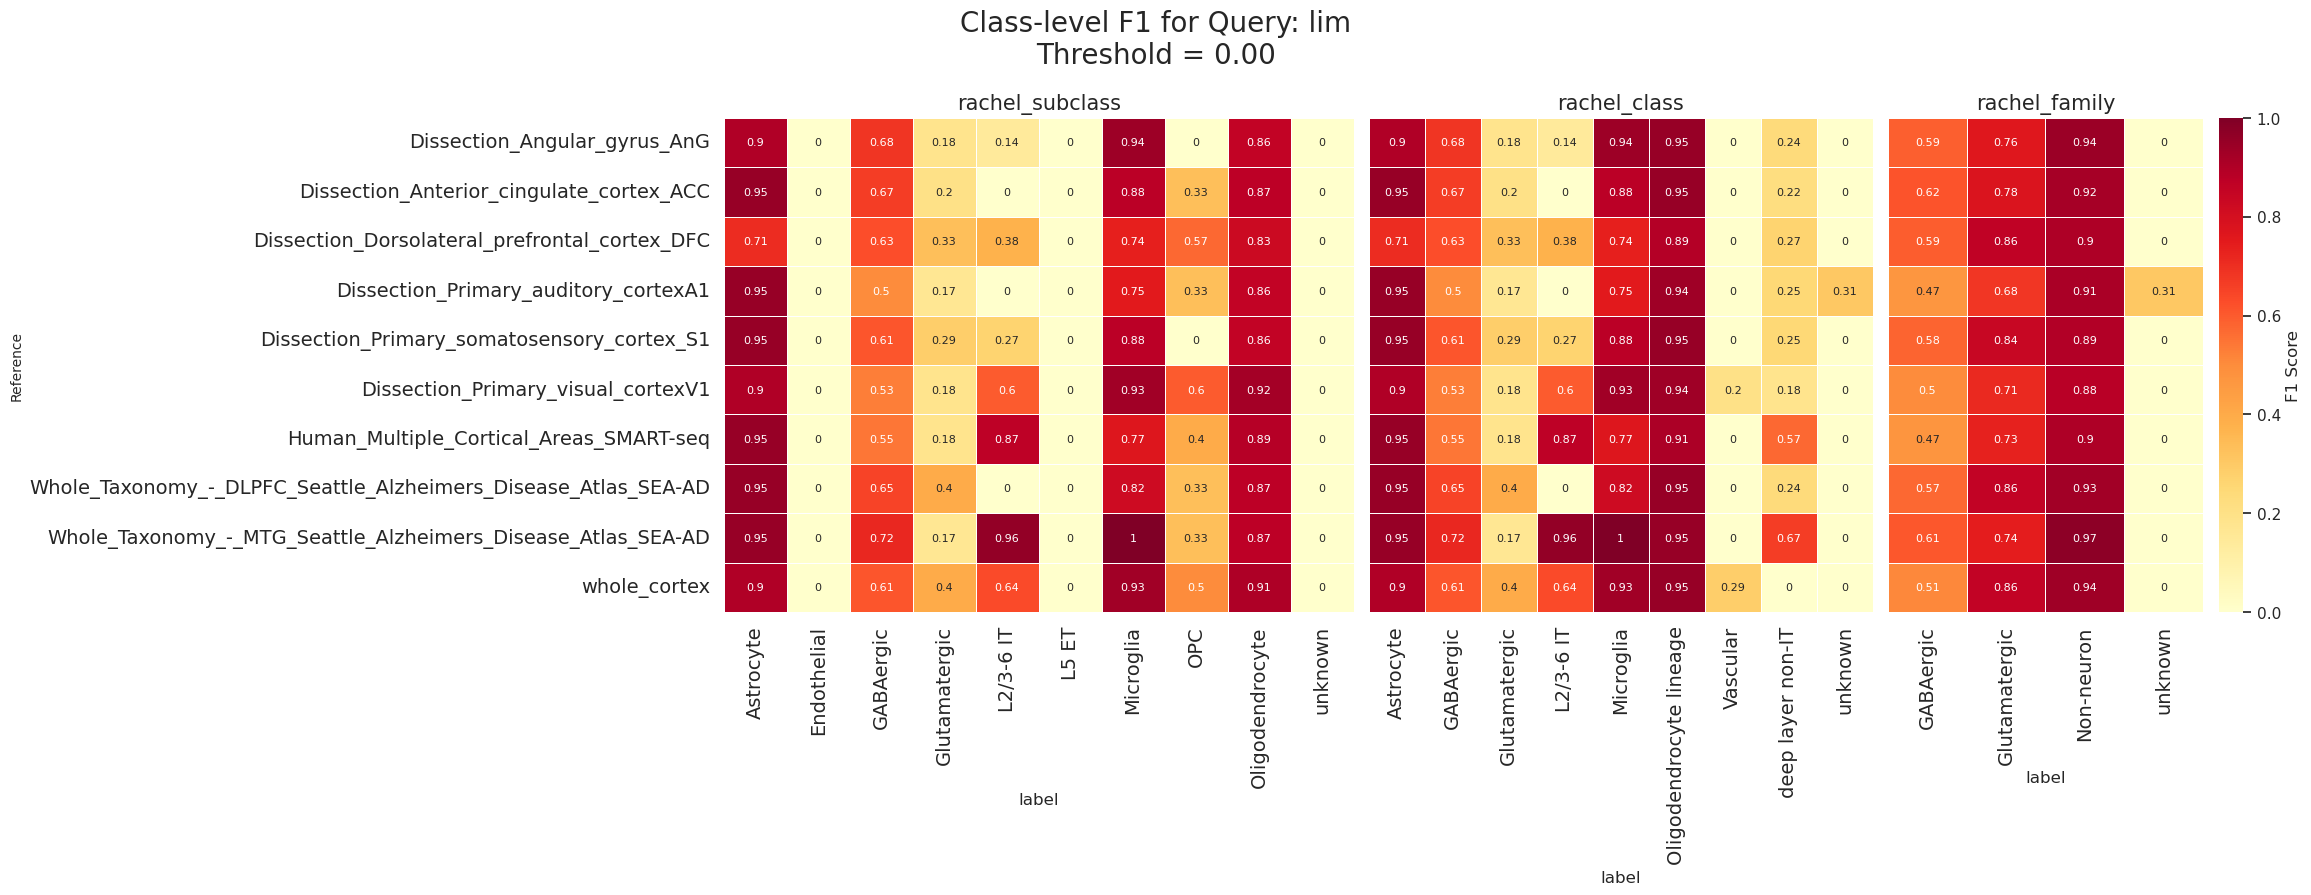 Class-level F1 for Query: lim
Threshold = 0.00
rachel_subclass
rachel_class
rachel_family
Reference
Dissection_Angular_gyrus_AnG 0.9 0 0.68 0.18 0.14 0 0.94 0 0.86 0 0.9 0.68 0.18 0.14 0.94 0.95 0 0.24 0 0.59 0.76 0.94 0
Dissection_Anterior_cingulate_cortex_ACC 0.95 0 0.67 0.2 0 0 0.88 0.33 0.87 0 0.95 0.67 0.2 0 0.88 0.95 0 0.22 0 0.62 0.78 0.92 0
Dissection_Dorsolateral_prefrontal_cortex_DFC 0.71 0 0.63 0.33 0.38 0 0.74 0.57 0.83 0 0.71 0.63 0.33 0.38 0.74 0.89 0 0.27 0 0.59 0.86 0.9 0
Dissection_Primary_auditory_cortexA1 0.95 0 0.5 0.17 0 0 0.75 0.33 0.86 0 0.95 0.5 0.17 0 0.75 0.94 0 0.25 0.31 0.47 0.68 0.91 0.31
Dissection_Primary_somatosensory_cortex_S1 0.95 0 0.61 0.29 0.27 0 0.88 0 0.86 0 0.95 0.61 0.29 0.27 0.88 0.95 0 0.25 0 0.58 0.84 0.89 0
Dissection_Primary_visual_cortexV1 0.9 0 0.53 0.18 0.6 0 0.93 0.6 0.92 0 0.9 0.53 0.18 0.6 0.93 0.94 0.2 0.18 0 0.5 0.71 0.88 0
Human_Multiple_Cortical_Areas_SMART-seq 0.95 0 0.55 0.18 0.87 0 0.77 0.4 0.89 0 0.95 0.55 0.18 0.87 0.77 0.91 0 0.57 0 0.47 0.73 0.9 0
Whole_Taxonomy_-_DLPFC_Seattle_Alzheimers_Disease_Atlas_SEA-AD 0.95 0 0.65 0.4 0 0 0.82 0.33 0.87 0 0.95 0.65 0.4 0 0.82 0.95 0 0.24 0 0.57 0.86 0.93 0
Whole_Taxonomy_-_MTG_Seattle_Alzheimers_Disease_Atlas_SEA-AD 0.95 0 0.72 0.17 0.96 0 1 0.33 0.87 0 0.95 0.72 0.17 0.96 1 0.95 0 0.67 0 0.61 0.74 0.97 0
whole_cortex 0.9 0 0.61 0.4 0.64 0 0.93 0.5 0.91 0 0.9 0.61 0.4 0.64 0.93 0.95 0.29 0 0 0.51 0.86 0.94 0
Astrocyte
Endothelial
GABAergic
Glutamatergic
L2/3-6 IT
L5 ET
Microglia
OPC
Oligodendrocyte
unknown
label
Astrocyte
GABAergic
Glutamatergic
L2/3-6 IT
Microglia
Oligodendrocyte lineage
Vascular
deep layer non-IT
unknown
label
GABAergic
Glutamatergic
Non-neuron
unknown
label
1.0
0.8
0.6
0.4
0.2
0.0
F1 Score